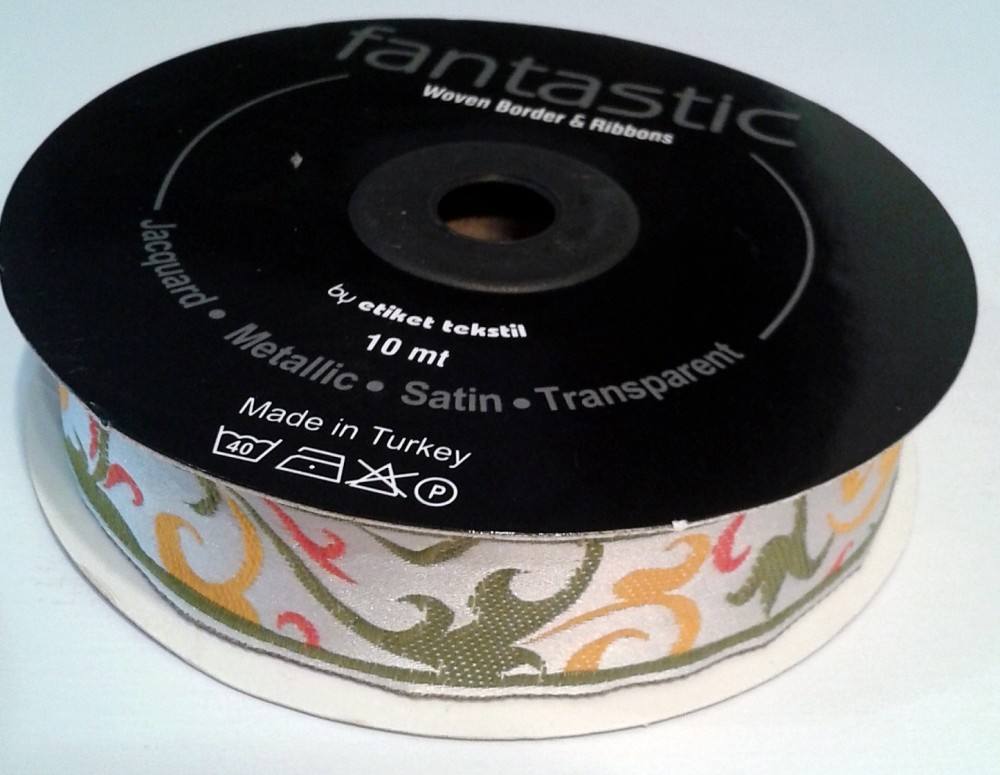 fantastic
Woven Border & Ribbons
by etiket tekstil
10 mt
Jacquard • Metallic • Satin • Transparent
Made in Turkey
40
P